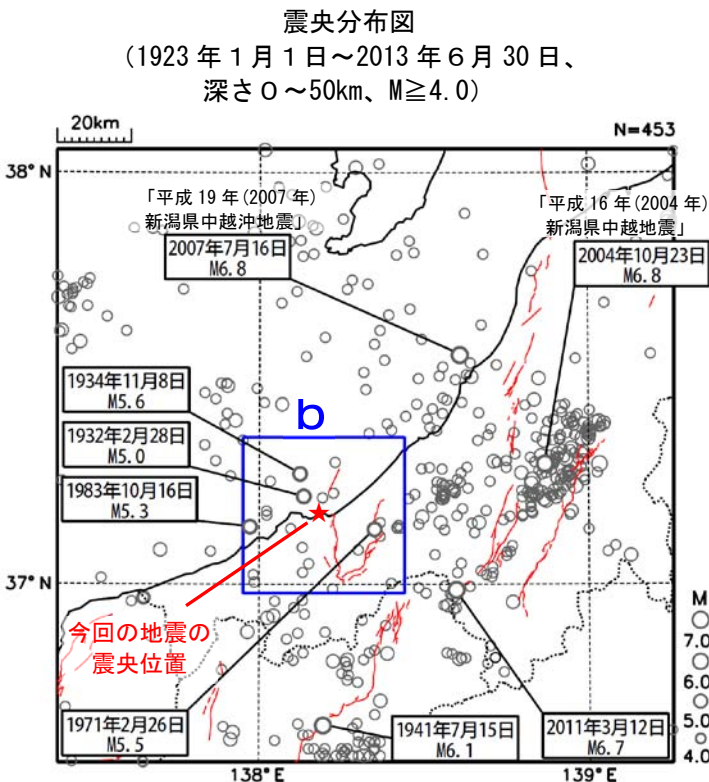 震央分布図
(1923年1月1日～2013年6月30日、
深さ0～50km、M≧4.0)
20km
N=453
38°N
「平成19年(2007年)
新潟県中越沖地震」
2007年7月16日
M6.8
「平成16年(2004年)
新潟県中越地震」
2004年10月23日
M6.8
1934年11月8日
M5.6
b
1932年2月28日
M5.0
1983年10月16日
M5.3
37°N
今回の地震の
震央位置
M
7.0
6.0
5.0
4.0
1971年2月26日
M5.5
1941年7月15日
M6.1
2011年3月12日
M6.7
138°E
139°E